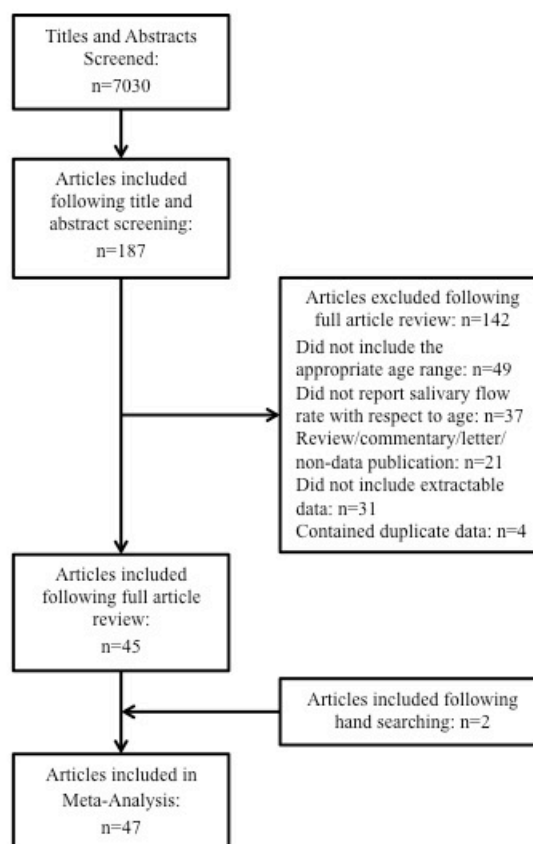 Titles and Abstracts
Screened:
n=7030
Articles included
following title and
abstract screening:
n=187
Articles excluded following
full article review: n=142
Did not include the
appropriate age range: n=49
Did not report salivary flow
rate with respect to age: n=37
Review/commentary/letter/
non-data publication: n=21
Did not include extractable
data: n=31
Contained duplicate data: n=4
Articles included
following full article
review:
n=45
Articles included following
hand searching: n=2
Articles included in
Meta-Analysis:
n=47